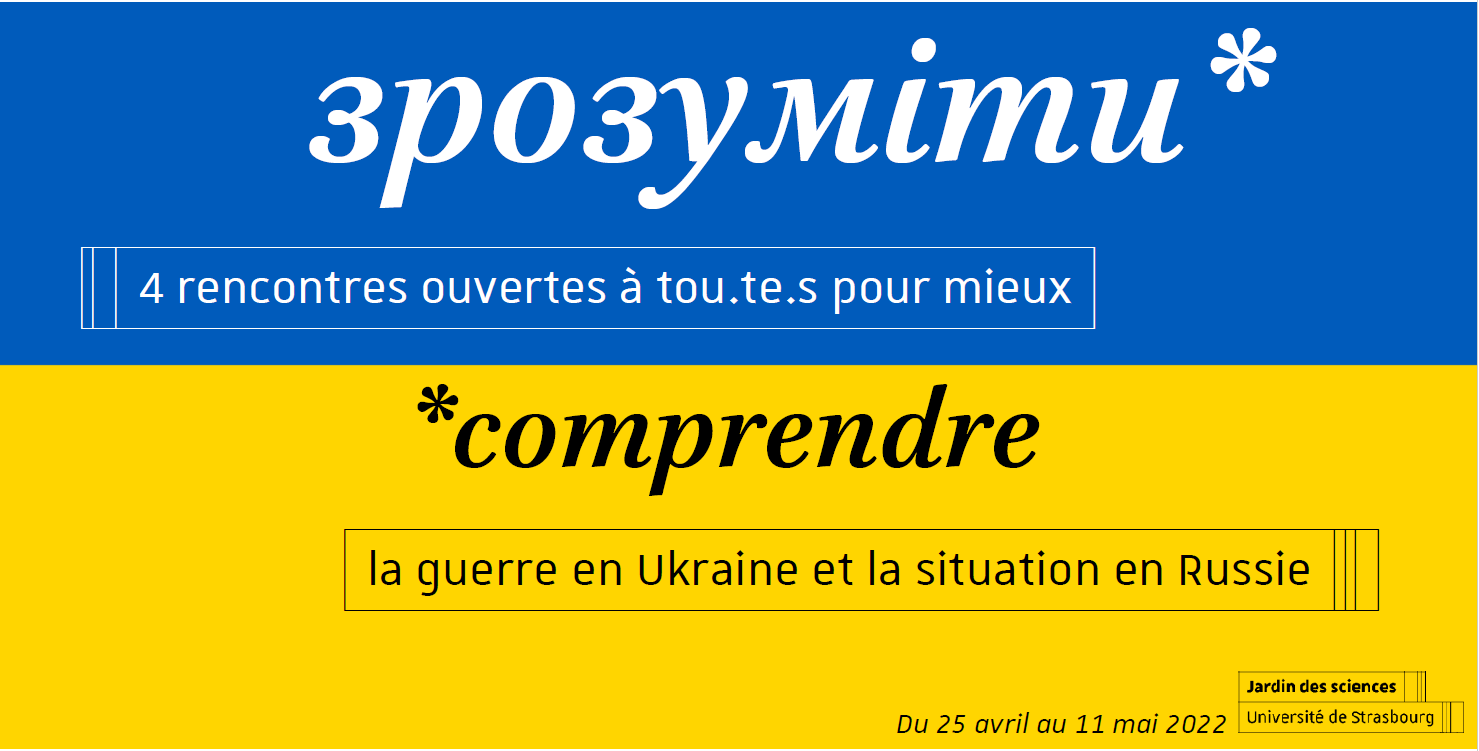 зрозуміти*
4 rencontres ouvertes à tou.te.s pour mieux
*comprendre
la guerre en Ukraine et la situation en Russie
Jardin des sciences
Du 25 avril au 11 mai 2022
Université de Strasbourg